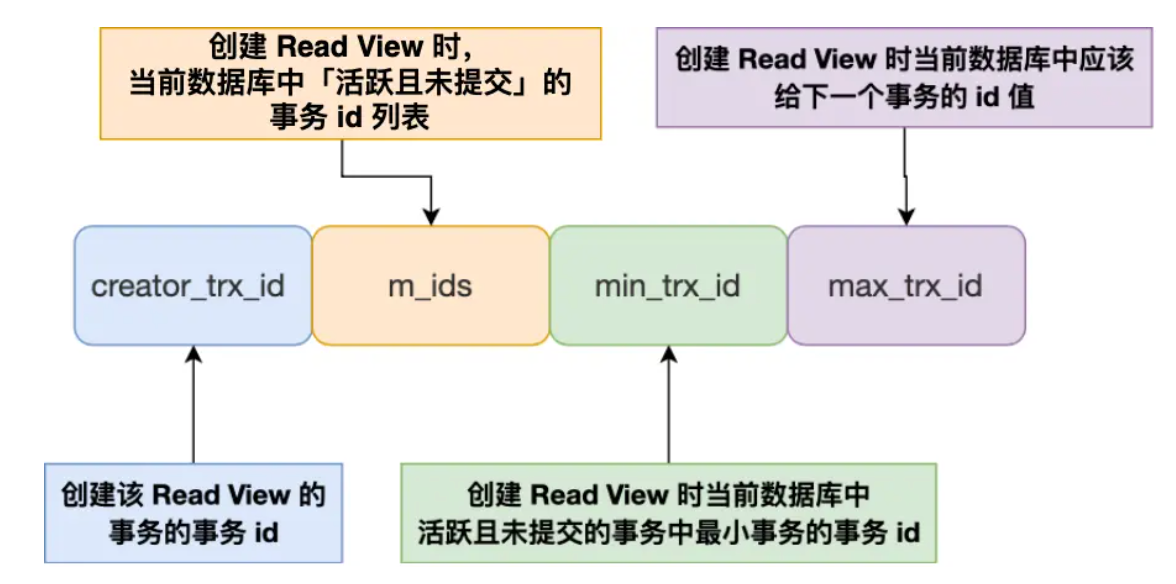 创建 Read View 时，
当前数据库中「活跃且未提交」的
事务 id 列表
创建 Read View 时当前数据库中应该
给下一个事务的 id 值
creator_trx_id
m_ids
min_trx_id
max_trx_id
创建该 Read View 的
事务的事务 id
创建 Read View 时当前数据库中
活跃且未提交的事务中最小事务的事务 id